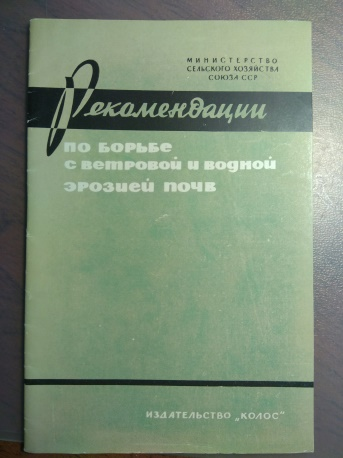 МИНИСТЕРСТВО
СЕЛЬСКОГО ХОЗЯЙСТВА
СОЮЗА ССР
Рекомендации
ПО БОРЬБЕ
С ВЕТРОВОЙ И ВОДНОЙ
ЭРОЗИЕЙ ПОЧВ
ИЗДАТЕЛЬСТВО „КОЛОС"